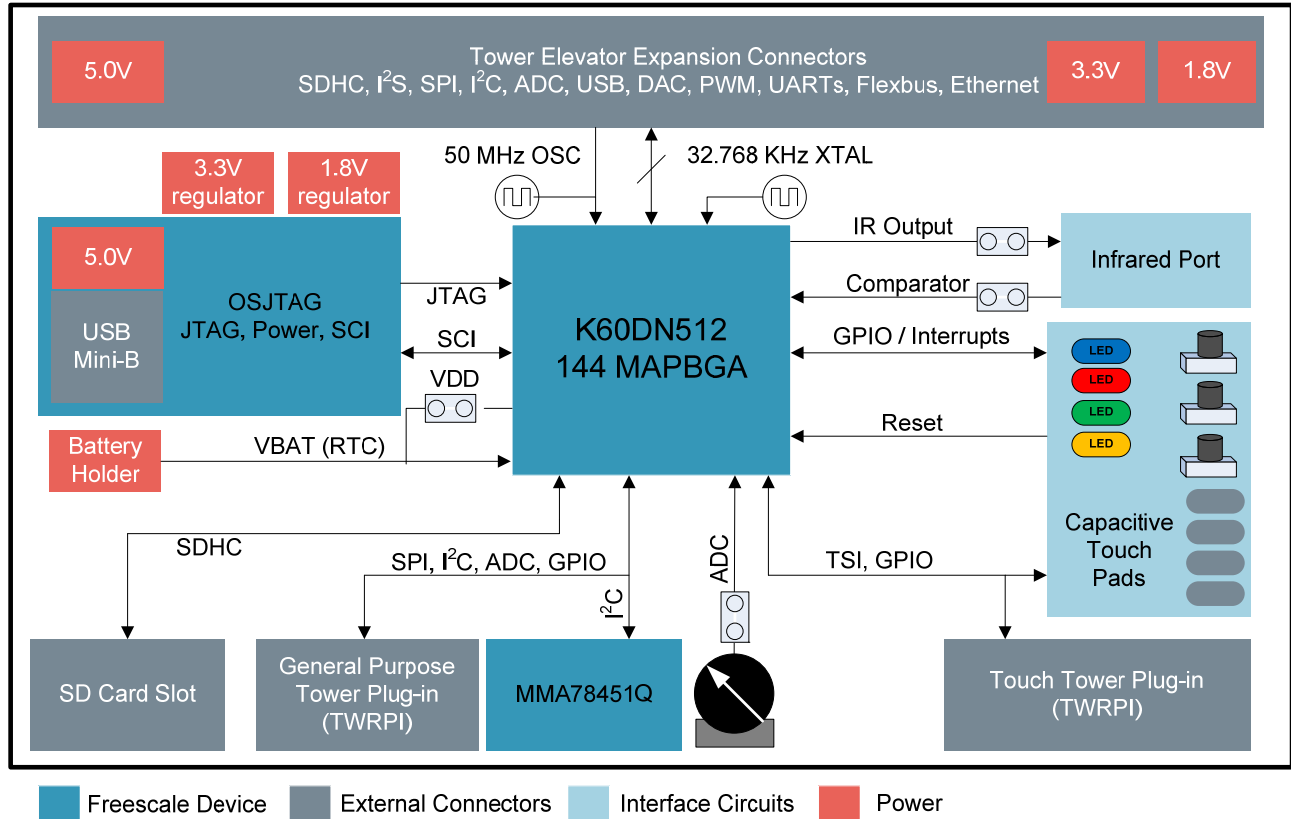 5.0V
Tower Elevator Expansion Connectors
SDHC, I²S, SPI, I²C, ADC, USB, DAC, PWM, UARTs, Flexbus, Ethernet
3.3V
1.8V
50 MHz OSC
32.768 KHz XTAL
3.3V
regulator
1.8V
regulator
5.0V
USB
Mini-B
OSJTAG
JTAG, Power, SCI
JTAG
SCI
VDD
K60DN512
144 MAPBGA
IR Output
Comparator
Infrared Port
GPIO / Interrupts
Reset
LED
LED
LED
LED
Capacitive
Touch
Pads
Battery
Holder
VBAT (RTC)
SDHC
SPI, I²C, ADC, GPIO
I²C
ADC
TSI, GPIO
SD Card Slot
General Purpose
Tower Plug-in
(TWRPI)
MMA78451Q
Touch Tower Plug-in
(TWRPI)
Freescale Device
External Connectors
Interface Circuits
Power